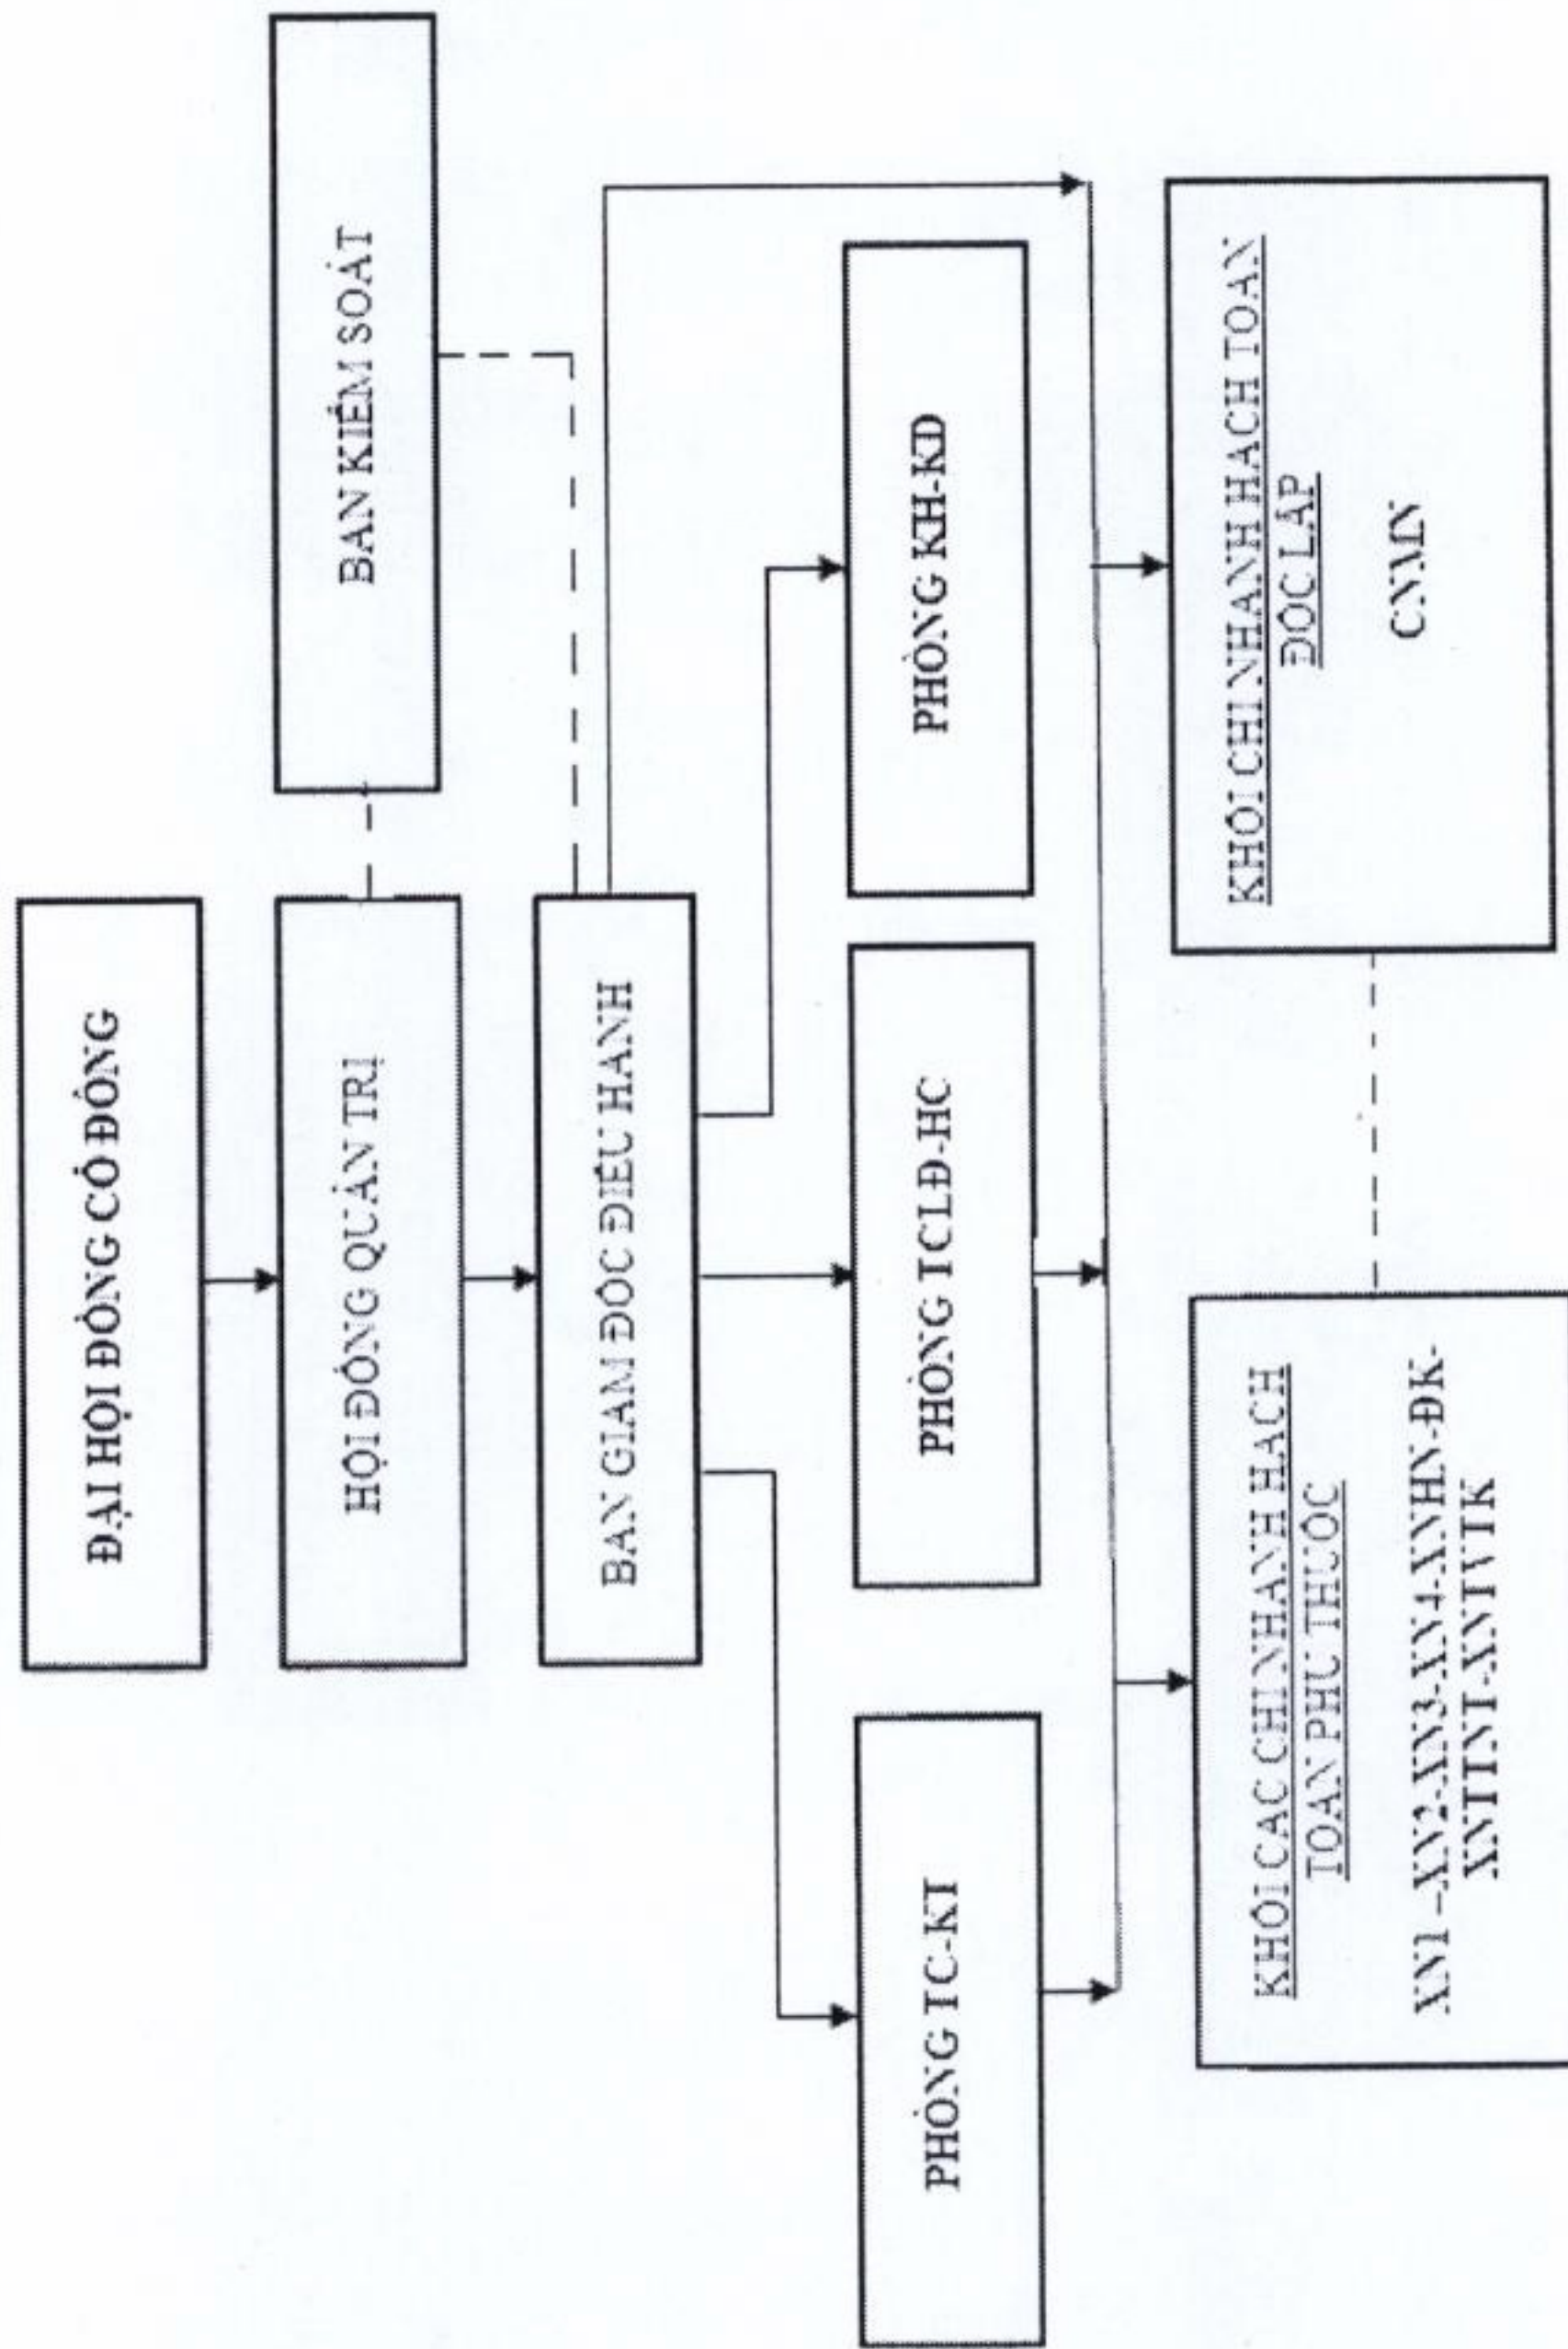 ĐẠI HỘI ĐỒNG CỔ ĐÔNG
HỘI ĐỒNG QUẢN TRỊ
BAN KIỂM SOÁT
BAN GIÁM ĐỐC ĐIỀU HÀNH
PHÒNG TC-KT
PHÒNG TCLĐ-HC
PHÒNG KH-KD
KHỐI CÁC CHI NHÁNH HẠCH
TOÁN PHỤ THUỘC
XN1 –XN2-XN3-XN4-XNHN-ĐK-
XNTTNT-XNTVTK
KHỐI CHI NHÁNH HẠCH TOÁN
ĐỘC LẬP
CNMN